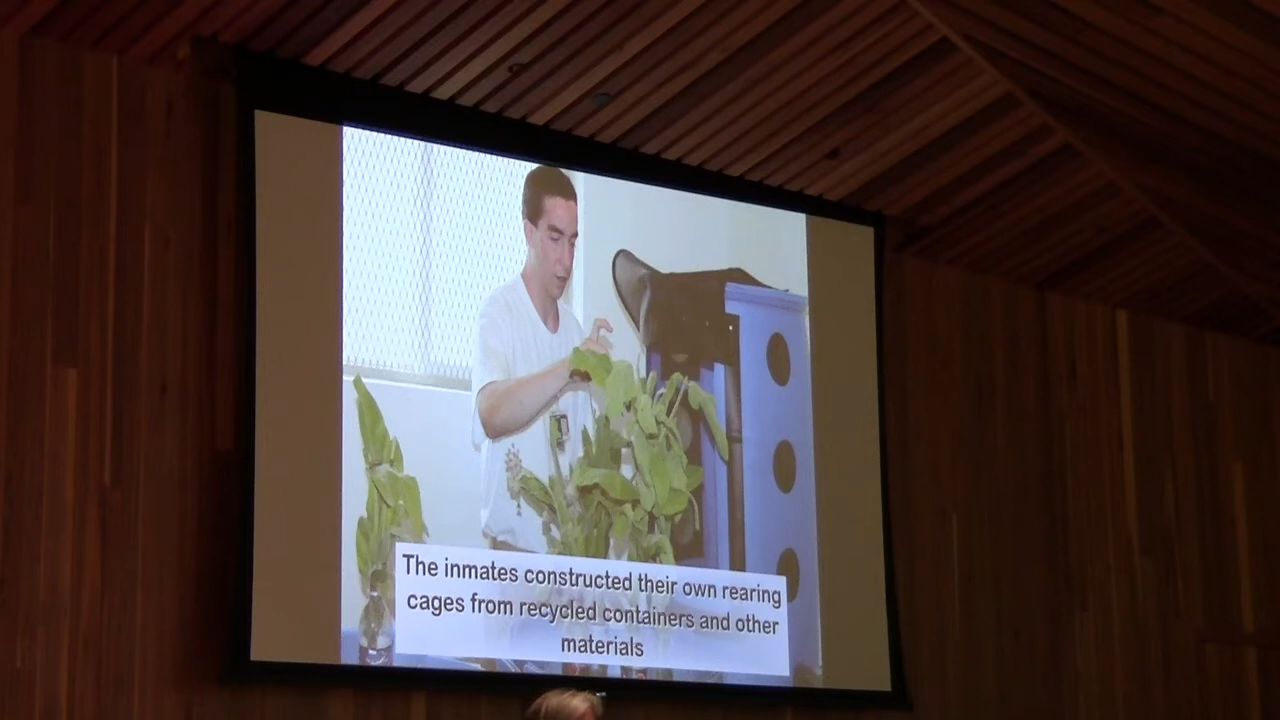 The inmates constructed their own rearing
cages from recycled containers and other
materials